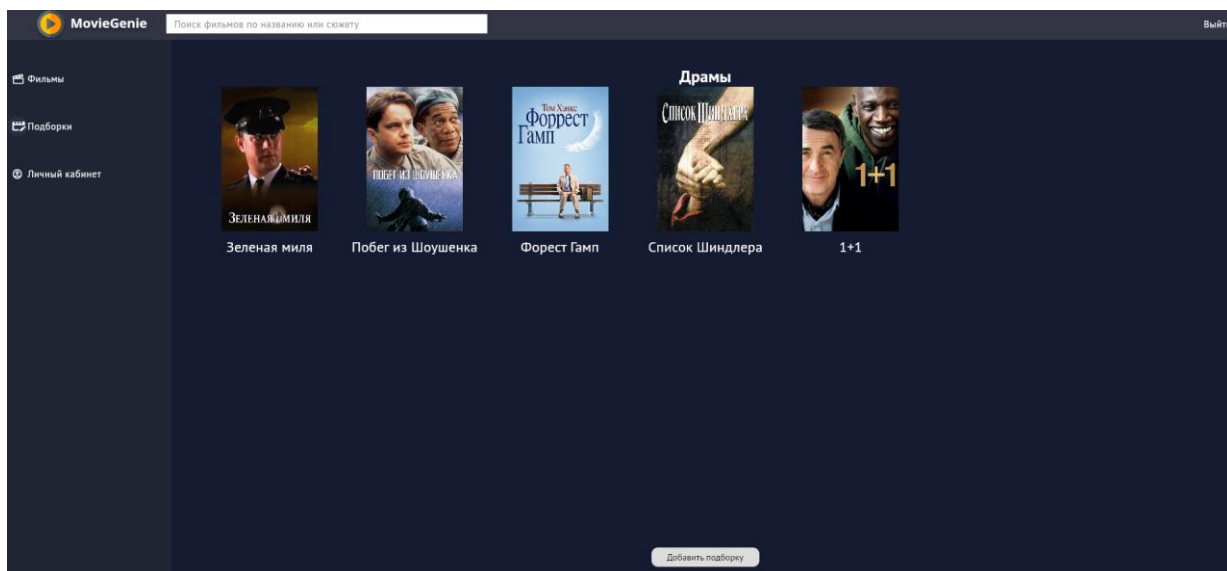 MovieGenie
Поиск фильмов по названию или сюжету
Выйти
Фильмы
Подборки
Личный кабинет
Драмы
ЗЕЛЕНАЯ МИЛЯ
ПОБЕГ ИЗ ШОУШЕНКА
Том Хэнкс
Форрест
Гамп
Список Шиндлера
1+1
Зеленая миля
Побег из Шоушенка
Форест Гамп
Список Шиндлера
1+1
Добавить подборку